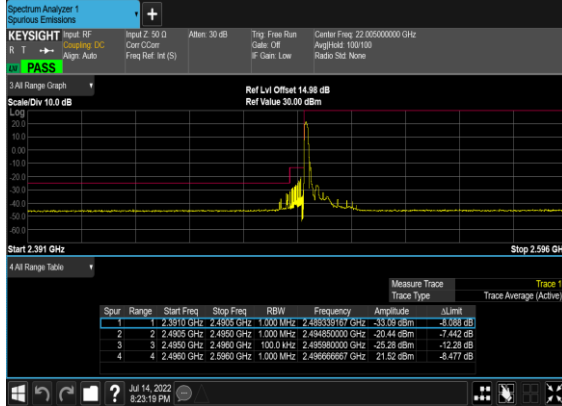 Spectrum Analyzer 1
Spurious Emissions
KEYSIGHT Input: RF Input Z: 50 Ω Atten: 30 dB Trig: Free Run Center Freq: 22.005000000 GHz
R T Coupling: DC Corr CCorr Gate: Off Avg|Hold: 100/100
Align: Auto Freq Ref: Int (S) IF Gain: Low Radio Std: None
PASS
3 All Range Graph
Ref Lvl Offset 14.98 dB
Scale/Div 10.0 dB Ref Value 30.00 dBm
Log
20.0
10.0
0.00
-10.0
-20.0
-30.0
-40.0
-50.0
-60.0
Start 2.391 GHz Stop 2.596 GH
4 All Range Table
Measure Trace Trace 1
Trace Type Trace Average (Active)
Spur Range Start Freq Stop Freq RBW Frequency Amplitude ΔLimit
1 1 2.3910 GHz 2.4905 GHz 1.000 MHz 2.489339167 GHz -33.09 dBm -8.088 dB
2 2 2.4905 GHz 2.4950 GHz 1.000 MHz 2.494850000 GHz -20.44 dBm -7.442 dB
3 3 2.4950 GHz 2.4960 GHz 100.0 kHz 2.495980000 GHz -25.28 dBm -12.28 dB
4 4 2.4960 GHz 2.5960 GHz 1.000 MHz 2.496666667 GHz 21.52 dBm -8.477 dB
? Jul 14, 2022
8:23:19 PM